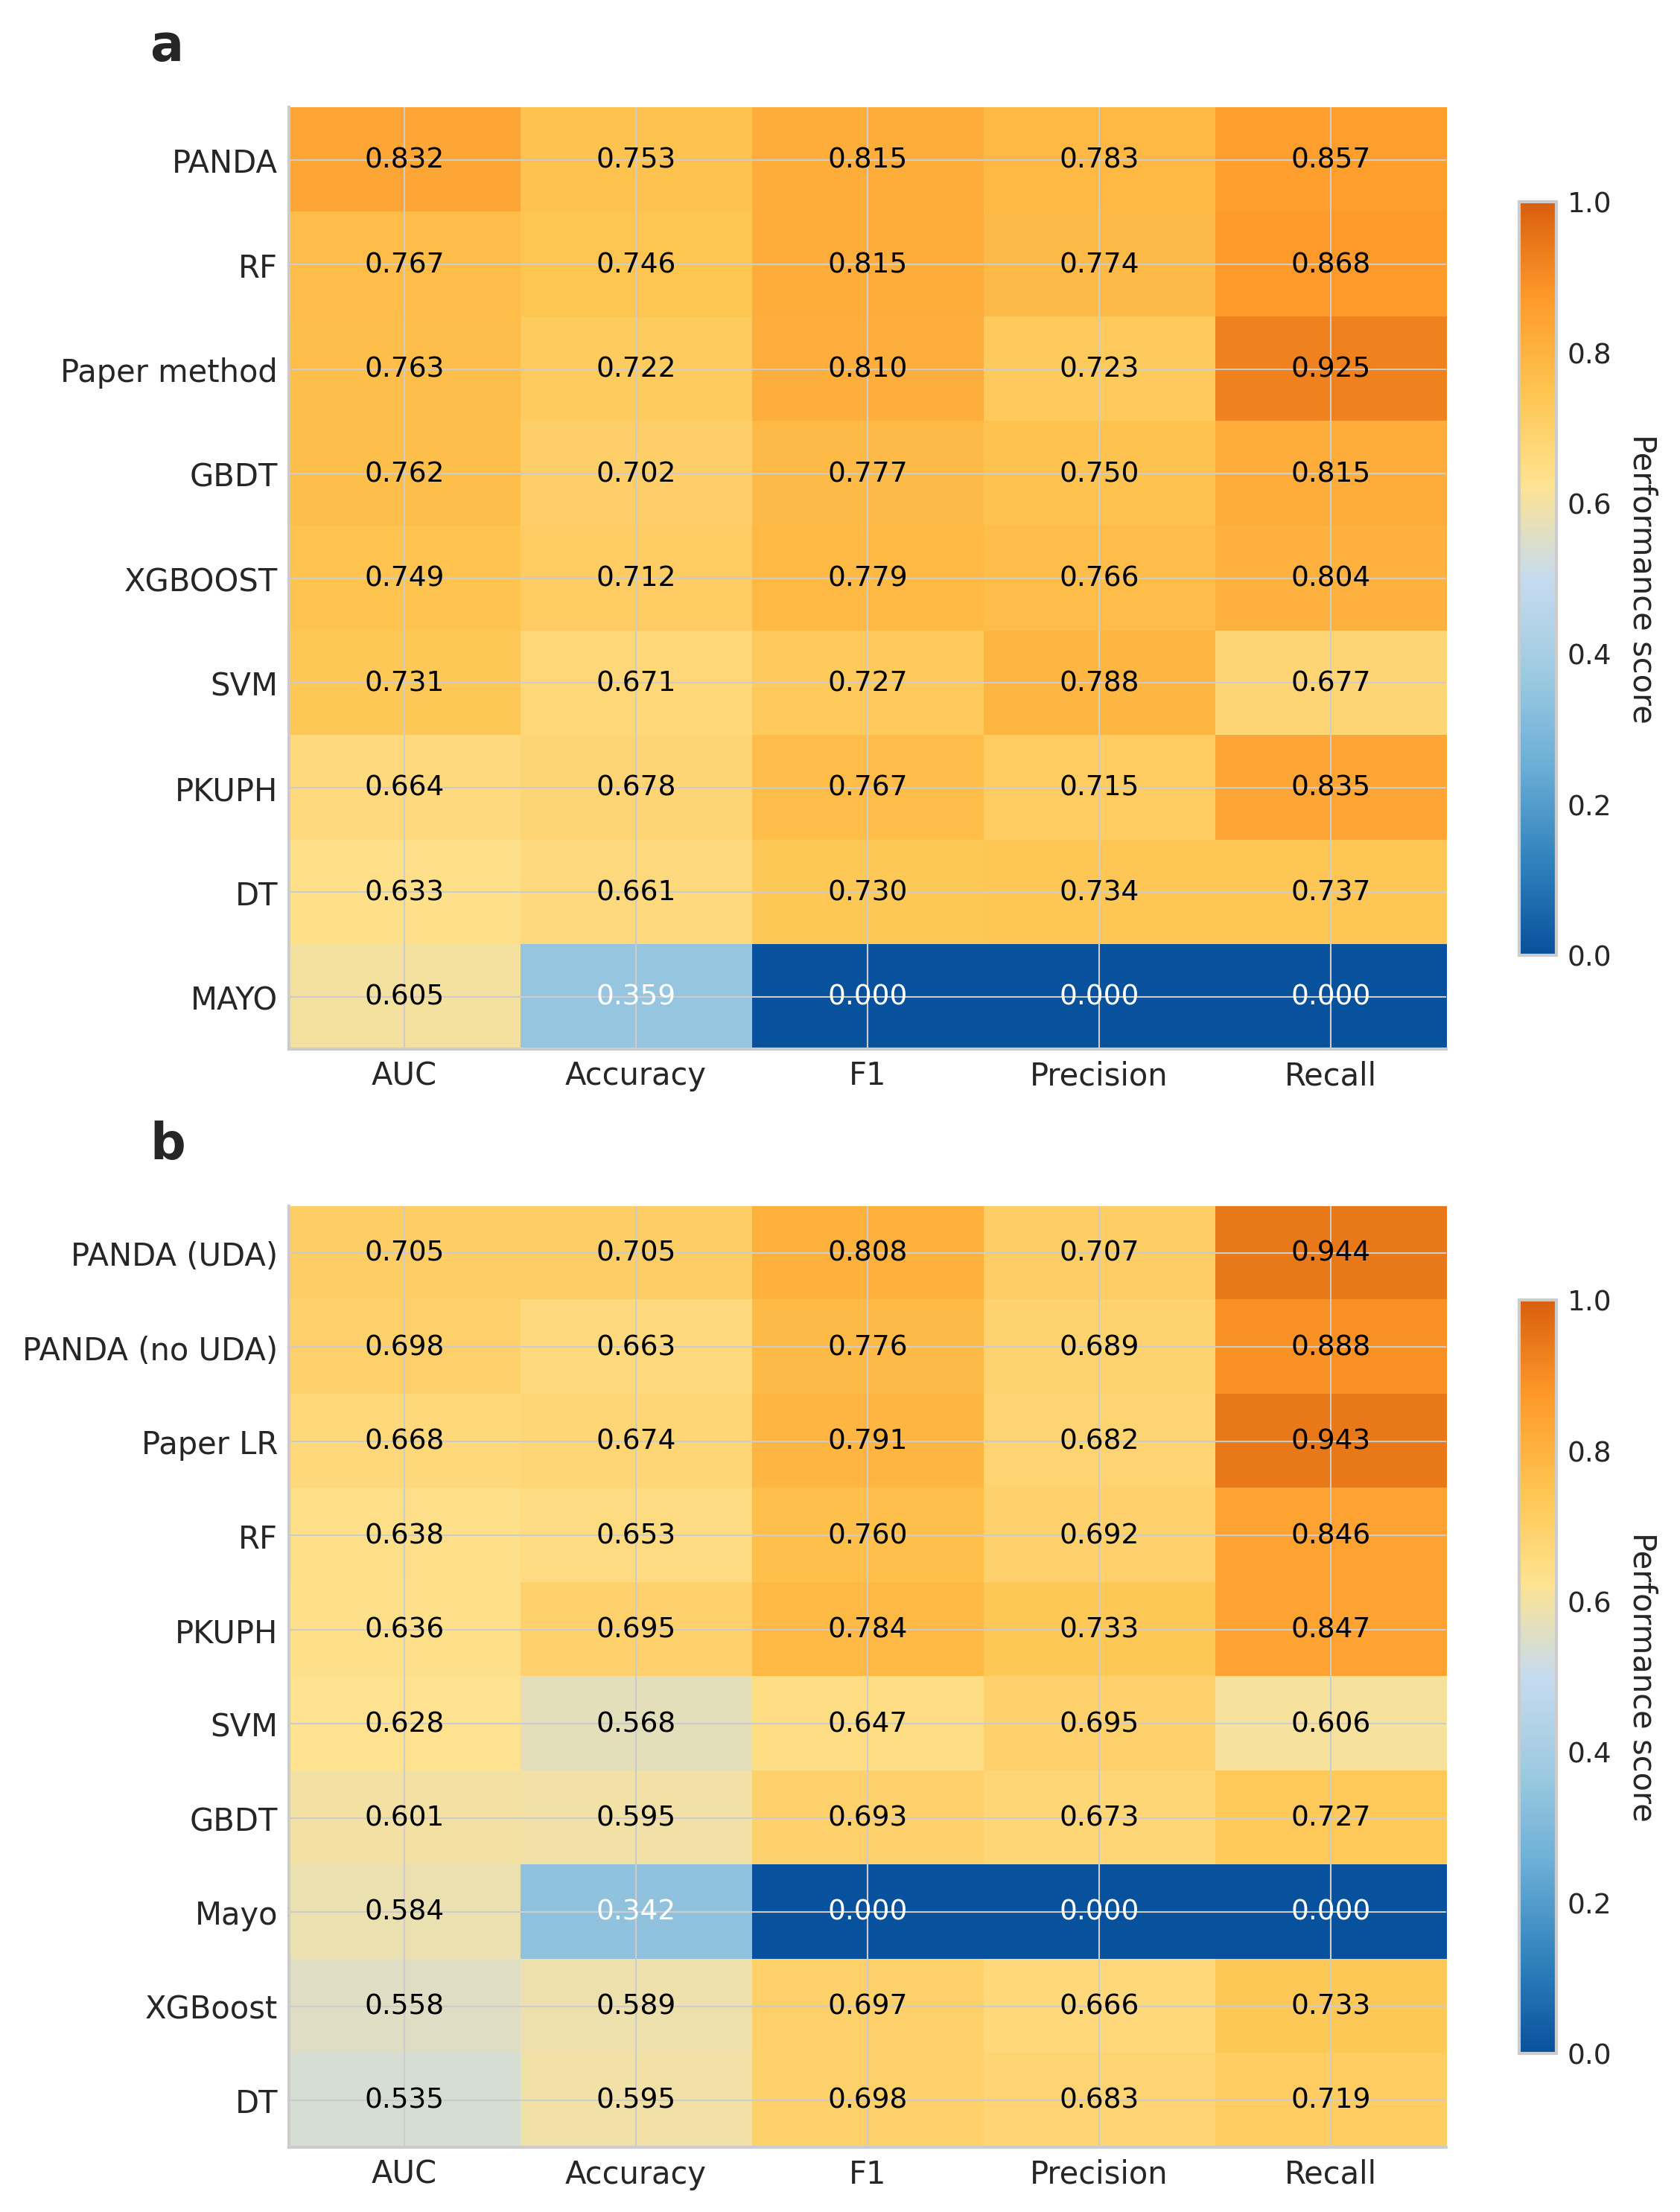 a
PANDA 0.832 0.753 0.815 0.783 0.857
RF 0.767 0.746 0.815 0.774 0.868
Paper method 0.763 0.722 0.810 0.723 0.925
GBDT 0.762 0.702 0.777 0.750 0.815
XGBOOST 0.749 0.712 0.779 0.766 0.804
SVM 0.731 0.671 0.727 0.788 0.677
PKUPH 0.664 0.678 0.767 0.715 0.835
DT 0.633 0.661 0.730 0.734 0.737
MAYO 0.605 0.359 0.000 0.000 0.000
AUC Accuracy F1 Precision Recall
1.0
0.8
0.6
0.4
0.2
0.0
Performance score
b
PANDA (UDA) 0.705 0.705 0.808 0.707 0.944
PANDA (no UDA) 0.698 0.663 0.776 0.689 0.888
Paper LR 0.668 0.674 0.791 0.682 0.943
RF 0.638 0.653 0.760 0.692 0.846
PKUPH 0.636 0.695 0.784 0.733 0.847
SVM 0.628 0.568 0.647 0.695 0.606
GBDT 0.601 0.595 0.693 0.673 0.727
Mayo 0.584 0.342 0.000 0.000 0.000
XGBoost 0.558 0.589 0.697 0.666 0.733
DT 0.535 0.595 0.698 0.683 0.719
AUC Accuracy F1 Precision Recall
1.0
0.8
0.6
0.4
0.2
0.0
Performance score